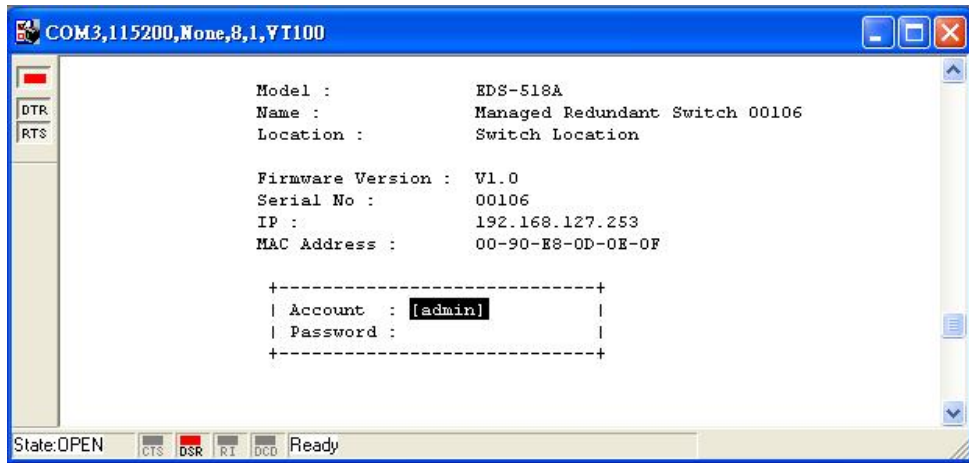 COM3,115200,None,8,1,VT100
DTR
RTS
Model : EDS-518A
Name : Managed Redundant Switch 00106
Location : Switch Location
Firmware Version : V1.0
Serial No : 00106
IP : 192.168.127.253
MAC Address : 00-90-E8-0D-0E-0F
+-----------------------------+
| Account : [admin] |
| Password : |
+-----------------------------+
State:OPEN CTS DSR RI DCD Ready